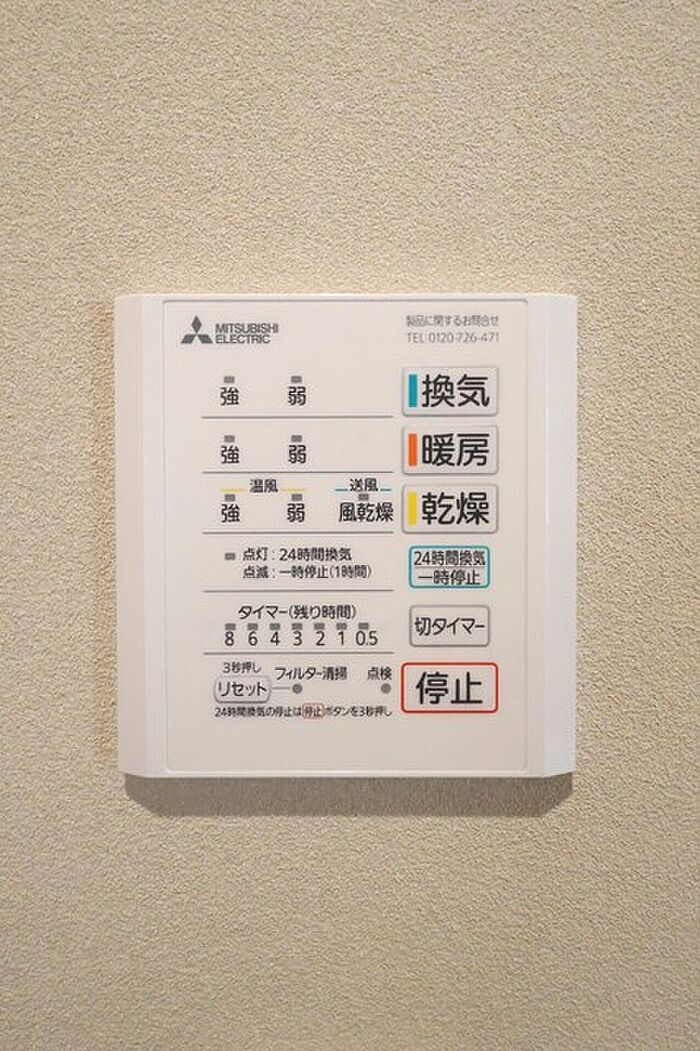 MITSUBISHI
ELECTRIC
製品に関するお問合せ
TEL:0120-726-471
強 弱 換気
強 弱 暖房
温風 送風
強 弱 風乾燥 乾燥
点灯:24時間換気
点滅:一時停止(1時間)
24時間換気
一時停止
タイマー(残り時間)
8 6 4 3 2 1 0.5
切タイマー
3秒押し
リセット フィルター清掃 点検
停止
24時間換気の停止は停止ボタンを3秒押し